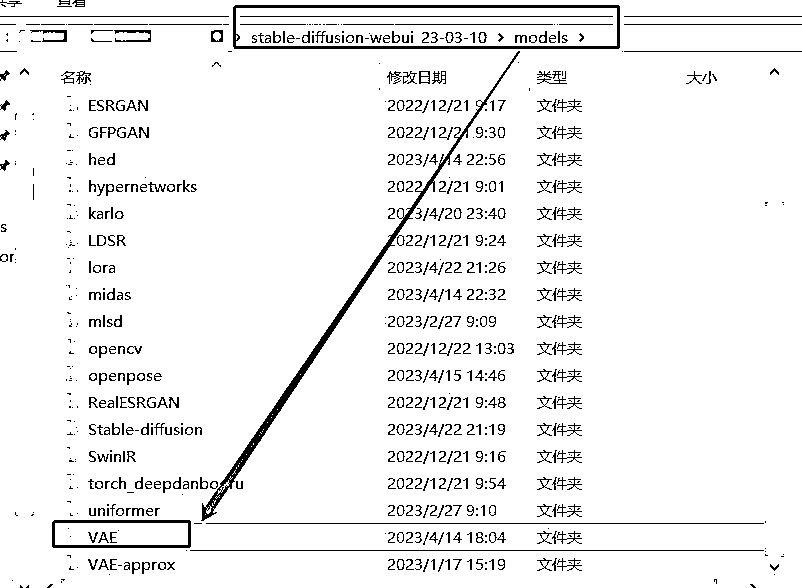 共享 查看
stable-diffusion-webui 23-03-10 > models >
名称 修改日期 类型 大小
ESRGAN 2022/12/21 9:17 文件夹
GFPGAN 2022/12/21 9:30 文件夹
hed 2023/4/14 22:56 文件夹
hypernetworks 2022/12/21 9:01 文件夹
karlo 2023/4/20 23:40 文件夹
LDSR 2022/12/21 9:24 文件夹
lora 2023/4/22 21:26 文件夹
midas 2023/4/14 22:32 文件夹
mlsd 2023/2/27 9:09 文件夹
opencv 2022/12/22 13:03 文件夹
openpose 2023/4/15 14:46 文件夹
RealESRGAN 2022/12/21 9:48 文件夹
Stable-diffusion 2023/4/22 21:19 文件夹
SwinIR 2022/12/21 9:16 文件夹
torch_deepdanbooru 2022/12/21 9:54 文件夹
uniformer 2023/2/27 9:10 文件夹
VAE 2023/4/14 18:04 文件夹
VAE-approx 2023/1/17 15:19 文件夹